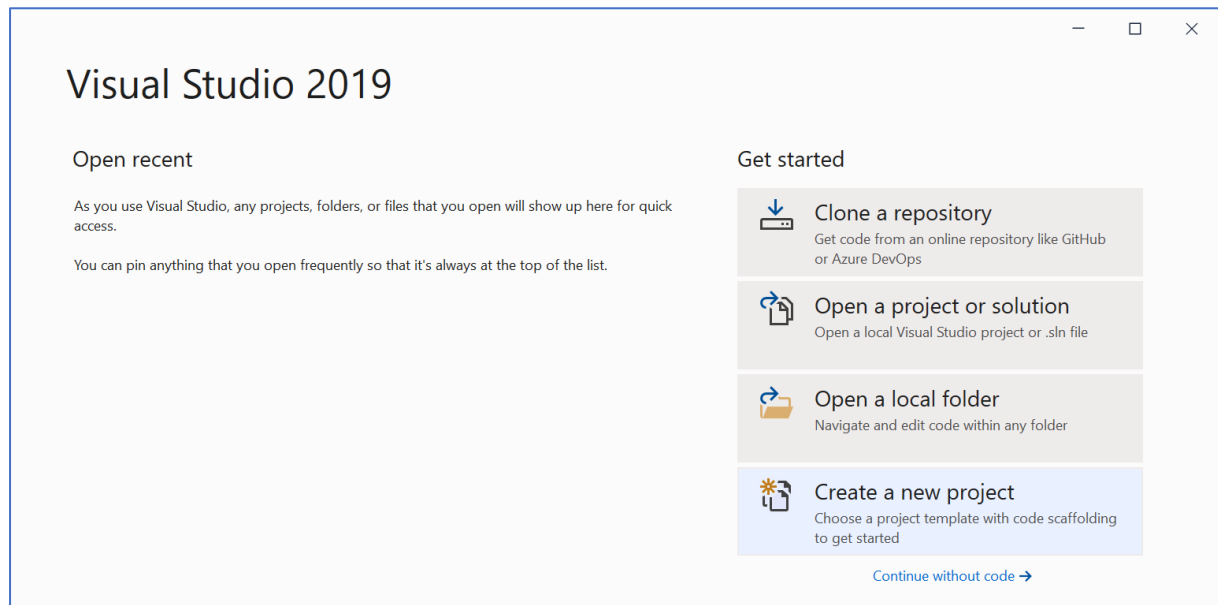 Visual Studio 2019
Open recent
As you use Visual Studio, any projects, folders, or files that you open will show up here for quick
access.
You can pin anything that you open frequently so that it's always at the top of the list.
Get started
Clone a repository
Get code from an online repository like GitHub
or Azure DevOps
Open a project or solution
Open a local Visual Studio project or .sln file
Open a local folder
Navigate and edit code within any folder
Create a new project
Choose a project template with code scaffolding
to get started
Continue without code →